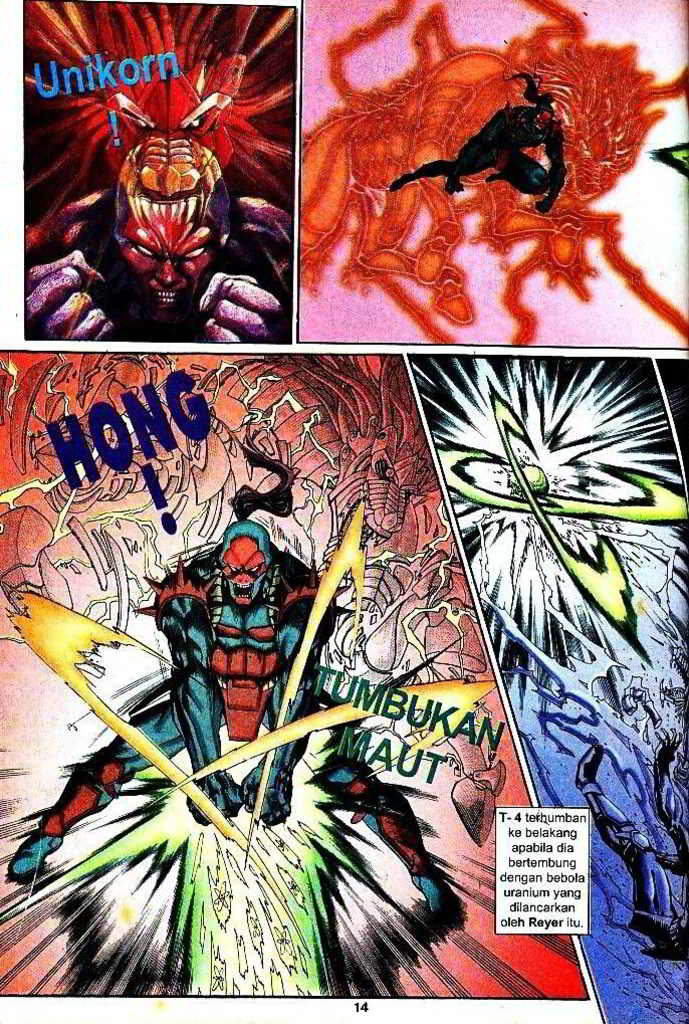 Unikorn
!
HONG
!
TUMBUKAN
MAUT
T-4 terhumban
ke belakang
apabila dia
bertembung
dengan bebola
uranium yang
dilancarkan
oleh Reyer itu.
14